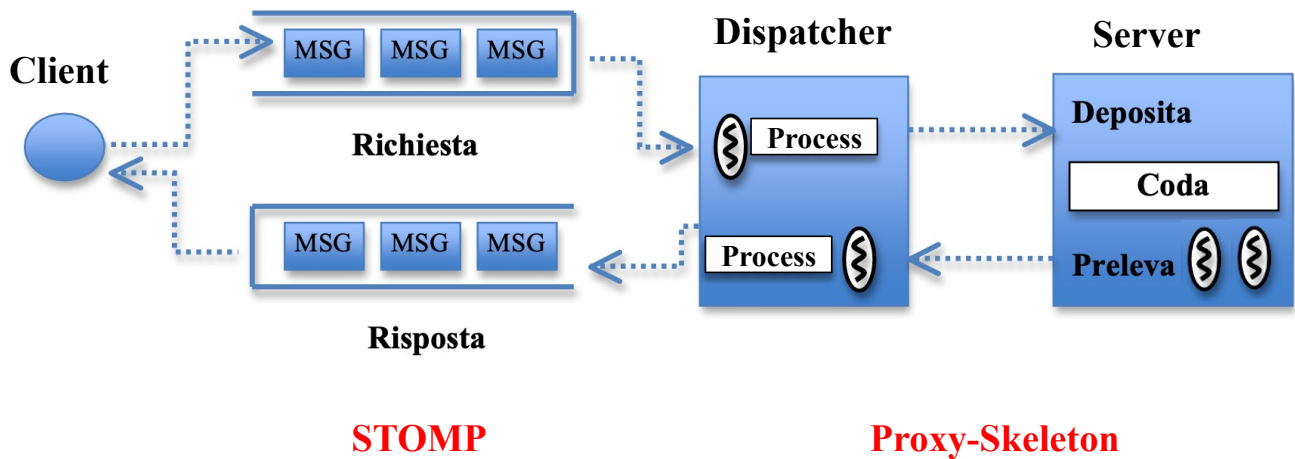 Client
MSG MSG MSG
Richiesta
MSG MSG MSG
Risposta
Dispatcher
Process
Process
Server
Deposita
Coda
Preleva
STOMP
Proxy-Skeleton